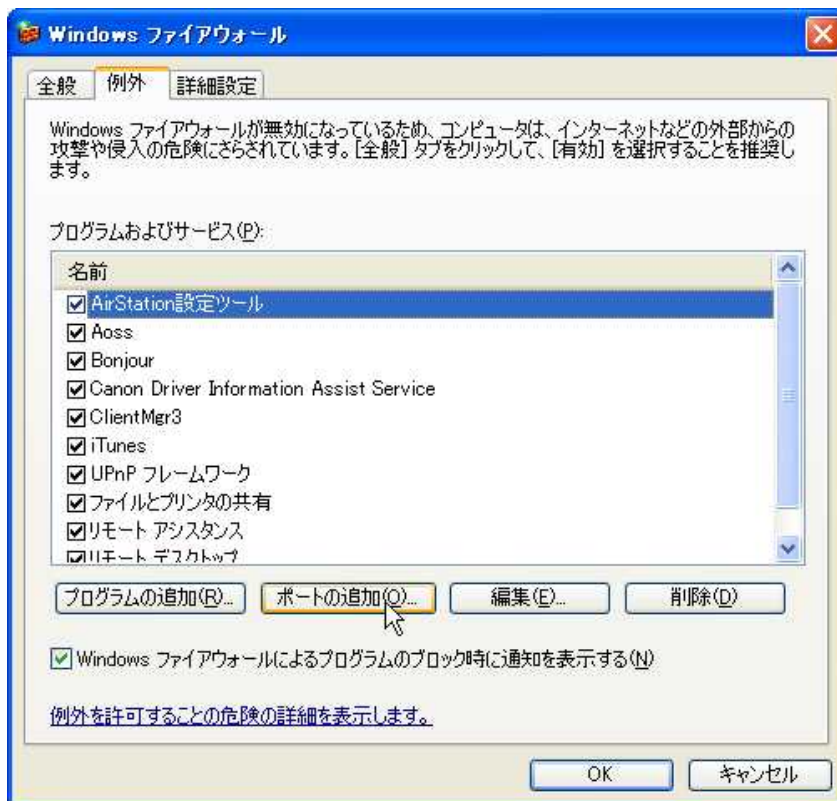 Windows ファイアウォール
全般 例外 詳細設定
Windows ファイアウォールが無効になっているため、コンピュータは、インターネットなどの外部からの
攻撃や侵入の危険にさらされています。[全般] タブをクリックして、[有効] を選択することを推奨し
ます。
プログラムおよびサービス(P):
名前
AirStation設定ツール
Aoss
Bonjour
Canon Driver Information Assist Service
ClientMgr3
iTunes
UPnP フレームワーク
ファイルとプリンタの共有
リモート アシスタンス
リモート デスクトップ
プログラムの追加(R)... ポートの追加(O)... 編集(E)... 削除(D)
Windows ファイアウォールによるプログラムのブロック時に通知を表示する(N)
例外を許可することの危険の詳細を表示します。
OK キャンセル